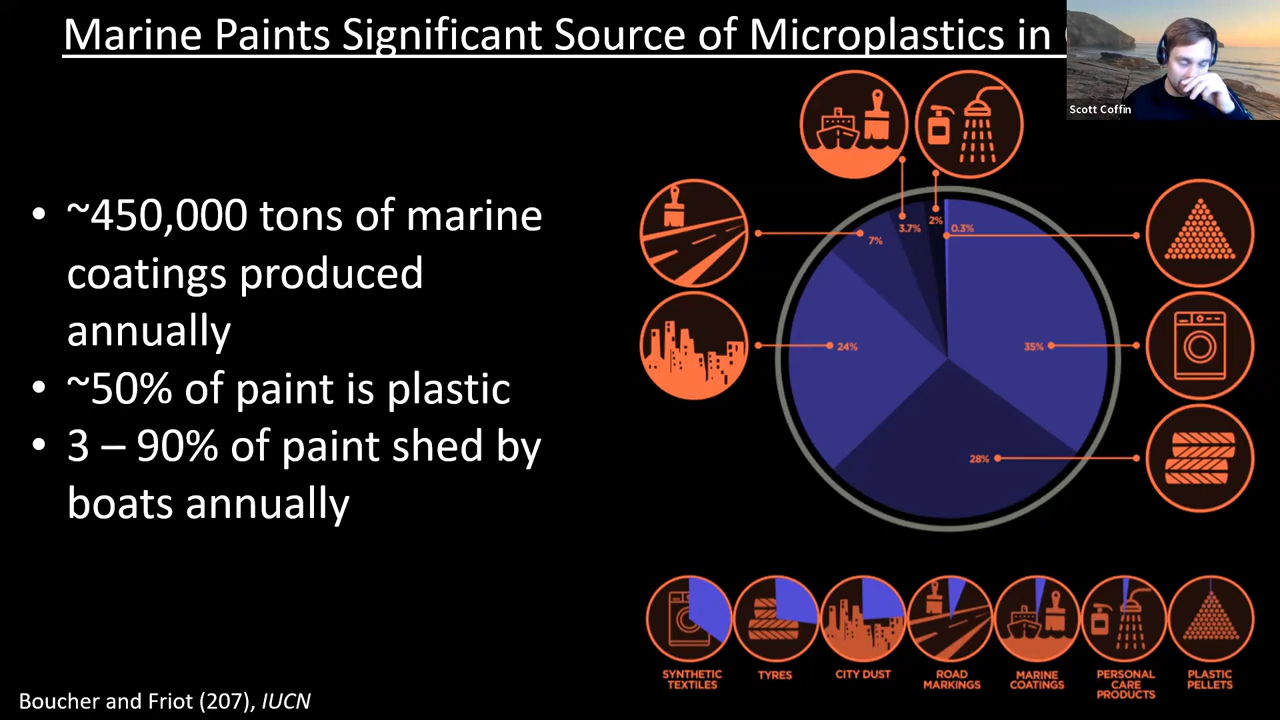 Marine Paints Significant Source of Microplastics in
Scott Coffin
• ~450,000 tons of marine
coatings produced
annually
• ~50% of paint is plastic
• 3 – 90% of paint shed by
boats annually
3.7%
2%
0.3%
7%
24%
35%
28%
SYNTHETIC
TEXTILES
TYRES
CITY DUST
ROAD
MARKINGS
MARINE
COATINGS
PERSONAL
CARE
PRODUCTS
PLASTIC
PELLETS
Boucher and Friot (207), IUCN